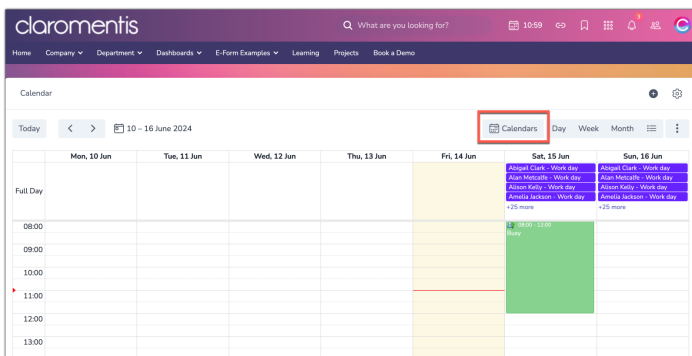 claromentis
What are you looking for?
10:59
3
Home Company Department Dashboards E-Form Examples Learning Projects Book a Demo
Calendar
Today 10 – 16 June 2024 Calendars Day Week Month
Mon, 10 Jun Tue, 11 Jun Wed, 12 Jun Thu, 13 Jun Fri, 14 Jun Sat, 15 Jun Sun, 16 Jun
Full Day
Abigail Clark - Work day Abigail Clark - Work day
Alan Metcalfe - Work day Alan Metcalfe - Work day
Alison Kelly - Work day Alison Kelly - Work day
Amelia Jackson - Work day Amelia Jackson - Work day
+25 more +25 more
08:00 08:00 - 12:00
Busy
09:00
10:00
11:00
12:00
13:00